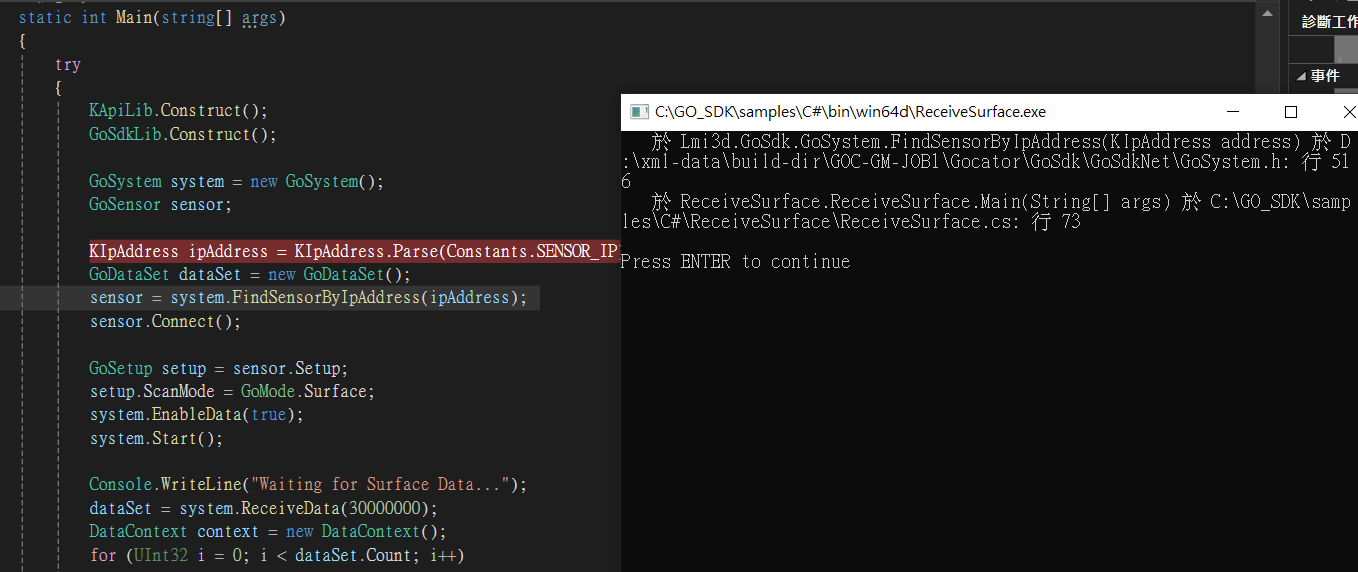 static int Main(string[] args)
{
try
{
KApiLib.Construct();
GoSdkLib.Construct();
GoSystem system = new GoSystem();
GoSensor sensor;
KIpAddress ipAddress = KIpAddress.Parse(Constants.SENSOR_IP
GoDataSet dataSet = new GoDataSet();
sensor = system.FindSensorByIpAddress(ipAddress);
sensor.Connect();
GoSetup setup = sensor.Setup;
setup.ScanMode = GoMode.Surface;
system.EnableData(true);
system.Start();
Console.WriteLine("Waiting for Surface Data...");
dataSet = system.ReceiveData(30000000);
DataContext context = new DataContext();
for (UInt32 i = 0; i < dataSet.Count; i++)
C:\GO_SDK\samples\C#\bin\win64d\ReceiveSurface.exe
於 Lmi3d.GoSdk.GoSystem.FindSensorByIpAddress(KIpAddress address) 於 D
:\xml-data\build-dir\GOC-GM-JOB1\Gocator\GoSdk\GoSdkNet\GoSystem.h: 行 51
6
於 ReceiveSurface.ReceiveSurface.Main(String[] args) 於 C:\GO_SDK\samp
les\C#\ReceiveSurface\ReceiveSurface.cs: 行 73
Press ENTER to continue
診斷工作
事件